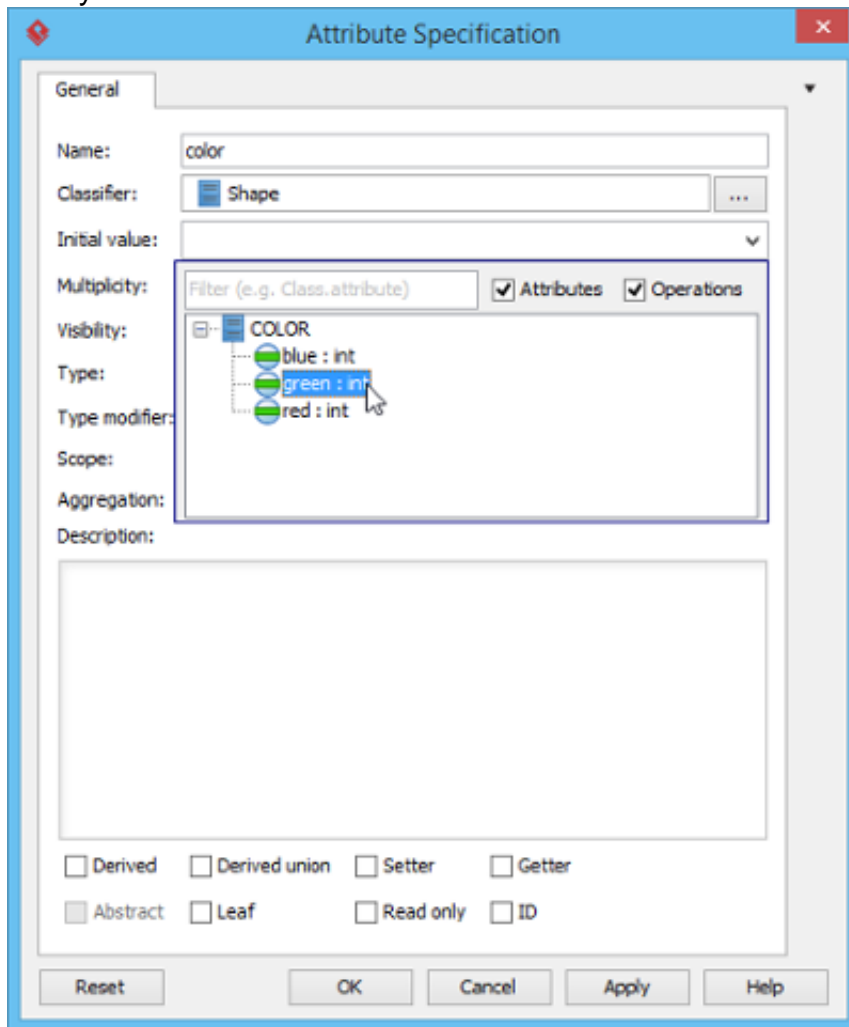 Attribute Specification
General
Name: color
Classifier: Shape ...
Initial value:
Multiplicity: Filter (e.g. Class.attribute) Attributes Operations
Visibility: COLOR
blue : int
Type: green : int
Type modifier: red : int
Scope:
Aggregation:
Description:
Derived Derived union Setter Getter
Abstract Leaf Read only ID
Reset OK Cancel Apply Help